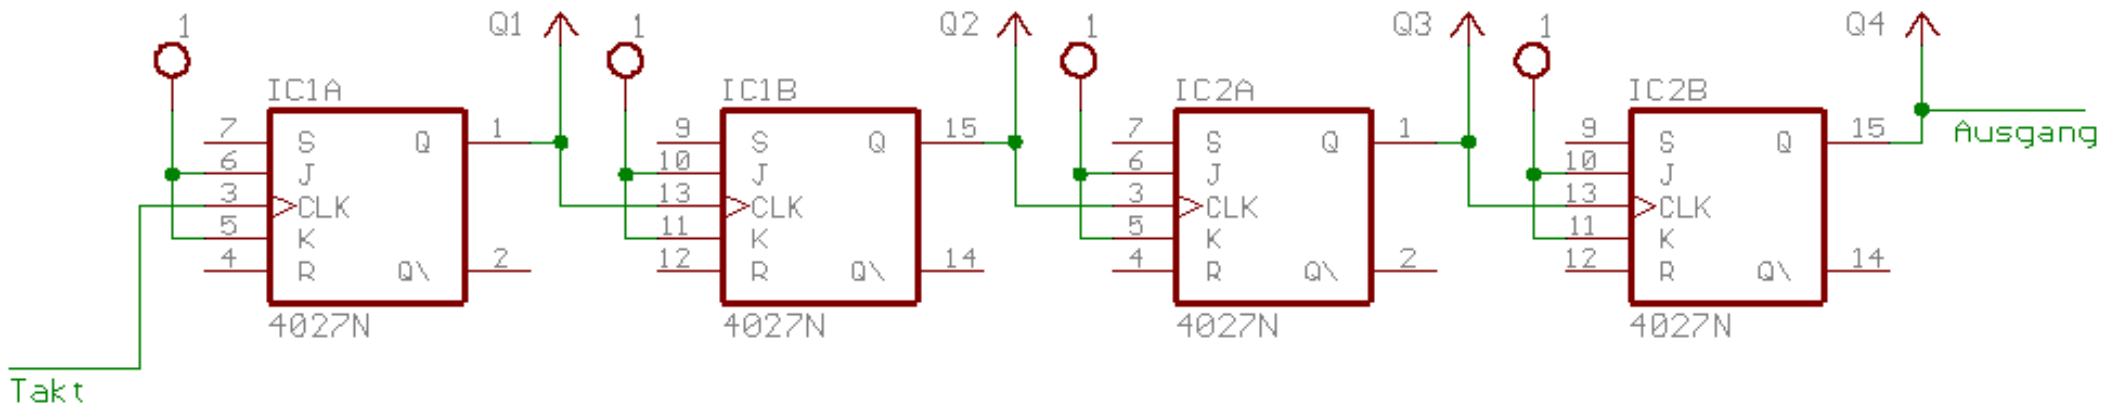 1 Q1 1 Q2 1 Q3 1 Q4
IC1A IC1B IC2A IC2B
7 S Q 1 9 S Q 15 7 S Q 1 9 S Q 15 Ausgang
6 J 10 J 6 J 10 J
3 CLK 13 CLK 3 CLK 13 CLK
5 K 11 K 5 K 11 K
4 R Q\ 2 12 R Q\ 14 4 R Q\ 2 12 R Q\ 14
4027N 4027N 4027N 4027N
Takt